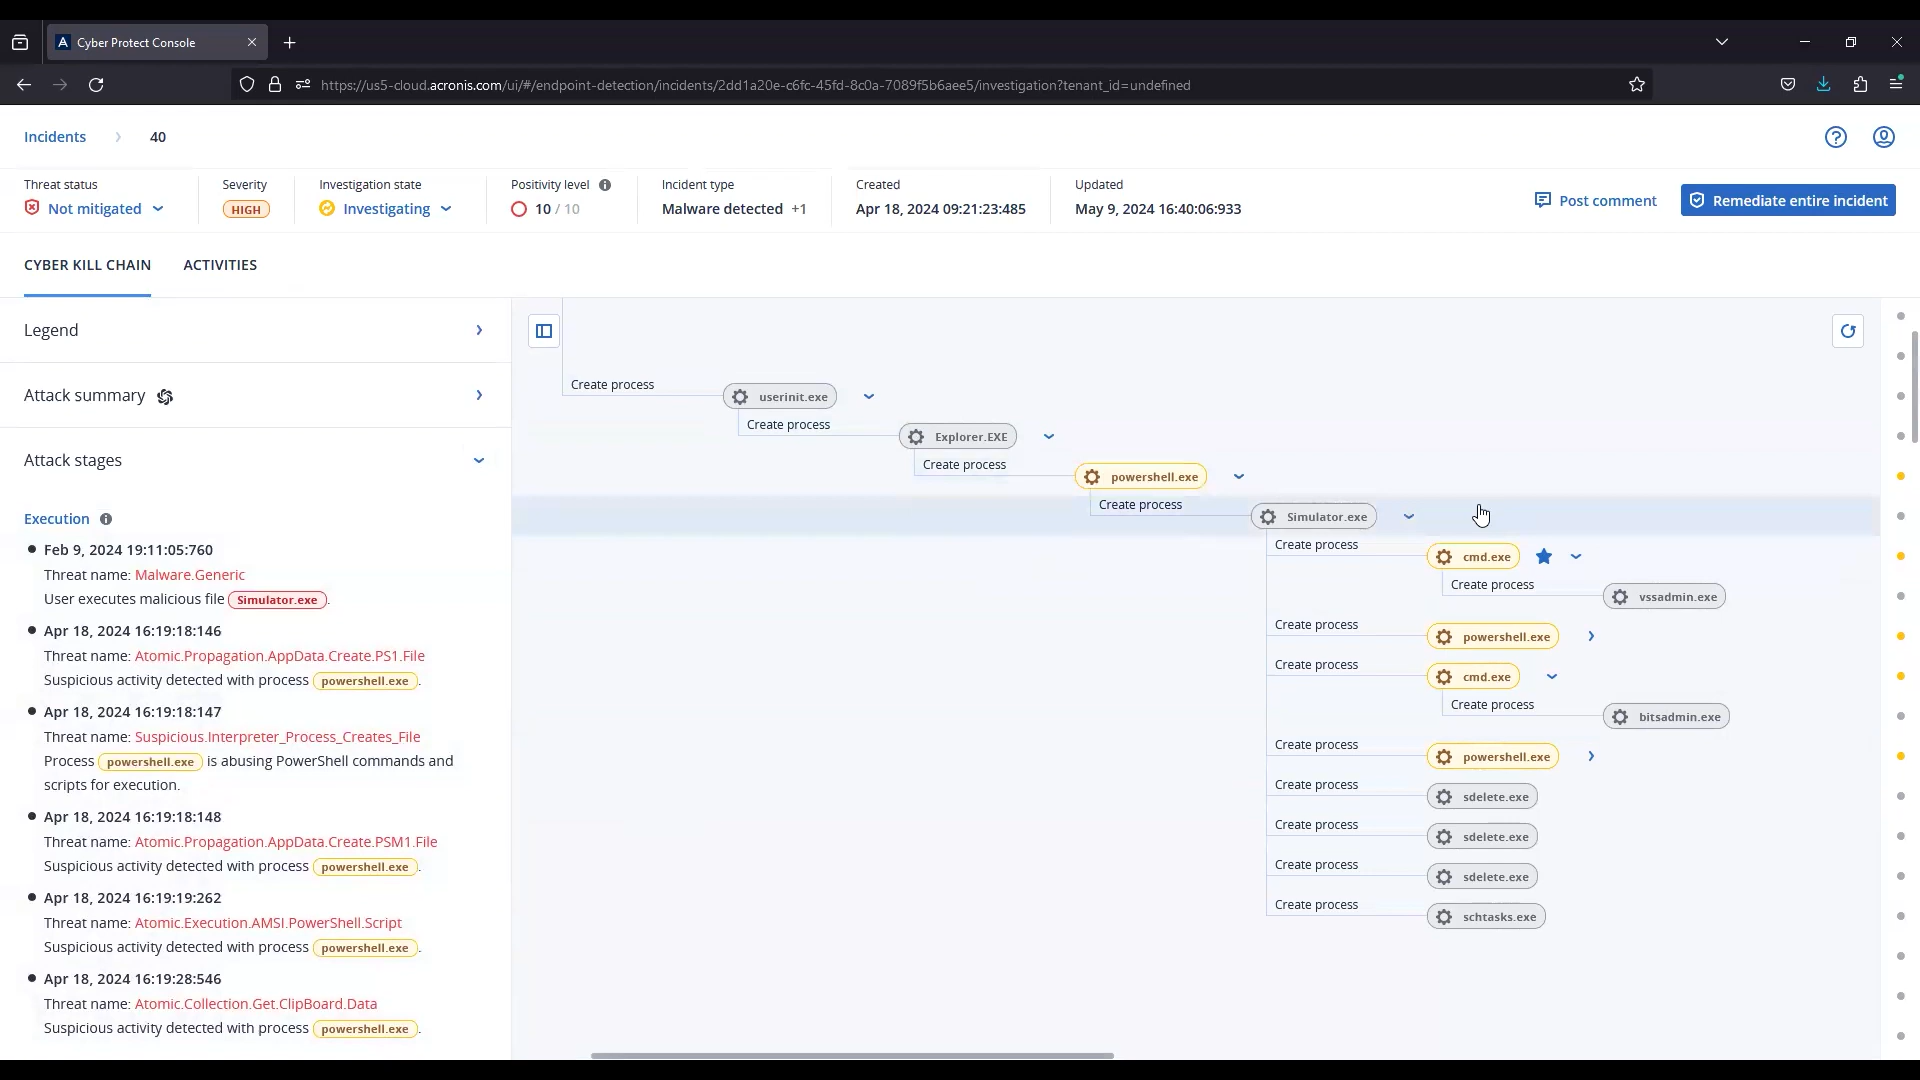 Cyber Protect Console
https://us5-cloud.acronis.com/ui/#/endpoint-detection/incidents/2dd1a20e-c6fc-45fd-8c0a-7089f5b6aee5/investigation?tenant_id=undefined
Incidents 40
Threat status Severity Investigation state Positivity level Incident type Created Updated
Not mitigated HIGH Investigating 10 / 10 Malware detected +1 Apr 18, 2024 09:21:23:485 May 9, 2024 16:40:06:933 Post comment Remediate entire incident
CYBER KILL CHAIN ACTIVITIES
Legend
Attack summary
Attack stages
Execution
Feb 9, 2024 19:11:05:760
Threat name: Malware.Generic
User executes malicious file Simulator.exe.
Apr 18, 2024 16:19:18:146
Threat name: Atomic.Propagation.AppData.Create.PS1.File
Suspicious activity detected with process powershell.exe.
Apr 18, 2024 16:19:18:147
Threat name: Suspicious.Interpreter_Process_Creates_File
Process powershell.exe is abusing PowerShell commands and
scripts for execution.
Apr 18, 2024 16:19:18:148
Threat name: Atomic.Propagation.AppData.Create.PSM1.File
Suspicious activity detected with process powershell.exe.
Apr 18, 2024 16:19:19:262
Threat name: Atomic.Execution.AMSI.PowerShell.Script
Suspicious activity detected with process powershell.exe.
Apr 18, 2024 16:19:28:546
Threat name: Atomic.Collection.Get.ClipBoard.Data
Suspicious activity detected with process powershell.exe.
Create process
userinit.exe
Create process
Explorer.EXE
Create process
powershell.exe
Create process
Simulator.exe
Create process
cmd.exe
Create process
vssadmin.exe
Create process
powershell.exe
Create process
cmd.exe
Create process
bitsadmin.exe
Create process
powershell.exe
Create process
sdelete.exe
Create process
sdelete.exe
Create process
sdelete.exe
Create process
schtasks.exe